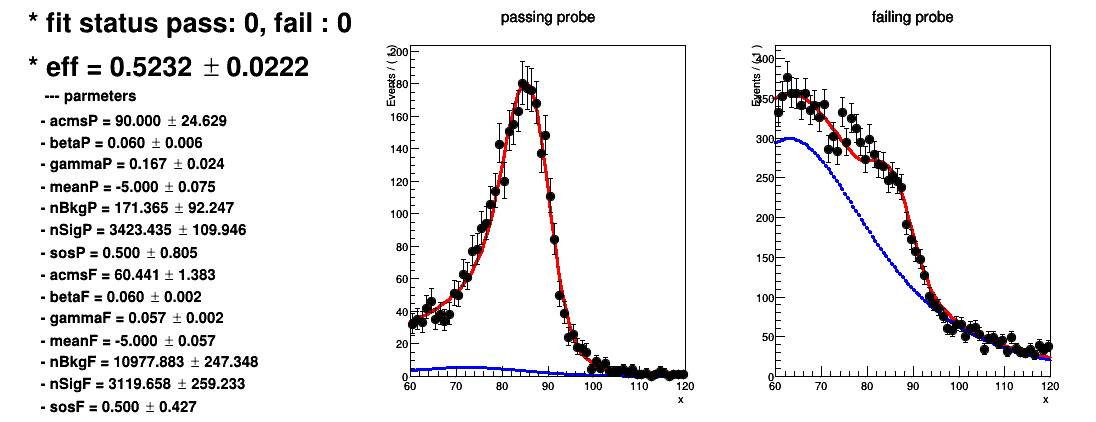 * fit status pass: 0, fail : 0
* eff = 0.5232 ± 0.0222
--- parmeters
- acmsP = 90.000 ± 24.629
- betaP = 0.060 ± 0.006
- gammaP = 0.167 ± 0.024
- meanP = -5.000 ± 0.075
- nBkgP = 171.365 ± 92.247
- nSigP = 3423.435 ± 109.946
- sosP = 0.500 ± 0.805
- acmsF = 60.441 ± 1.383
- betaF = 0.060 ± 0.002
- gammaF = 0.057 ± 0.002
- meanF = -5.000 ± 0.057
- nBkgF = 10977.883 ± 247.348
- nSigF = 3119.658 ± 259.233
- sosF = 0.500 ± 0.427
passing probe
Events / ( 1 )
200
180
160
140
120
100
80
60
40
20
0
60 70 80 90 100 110 120
x
failing probe
Events / ( 1 )
400
350
300
250
200
150
100
50
0
60 70 80 90 100 110 120
x